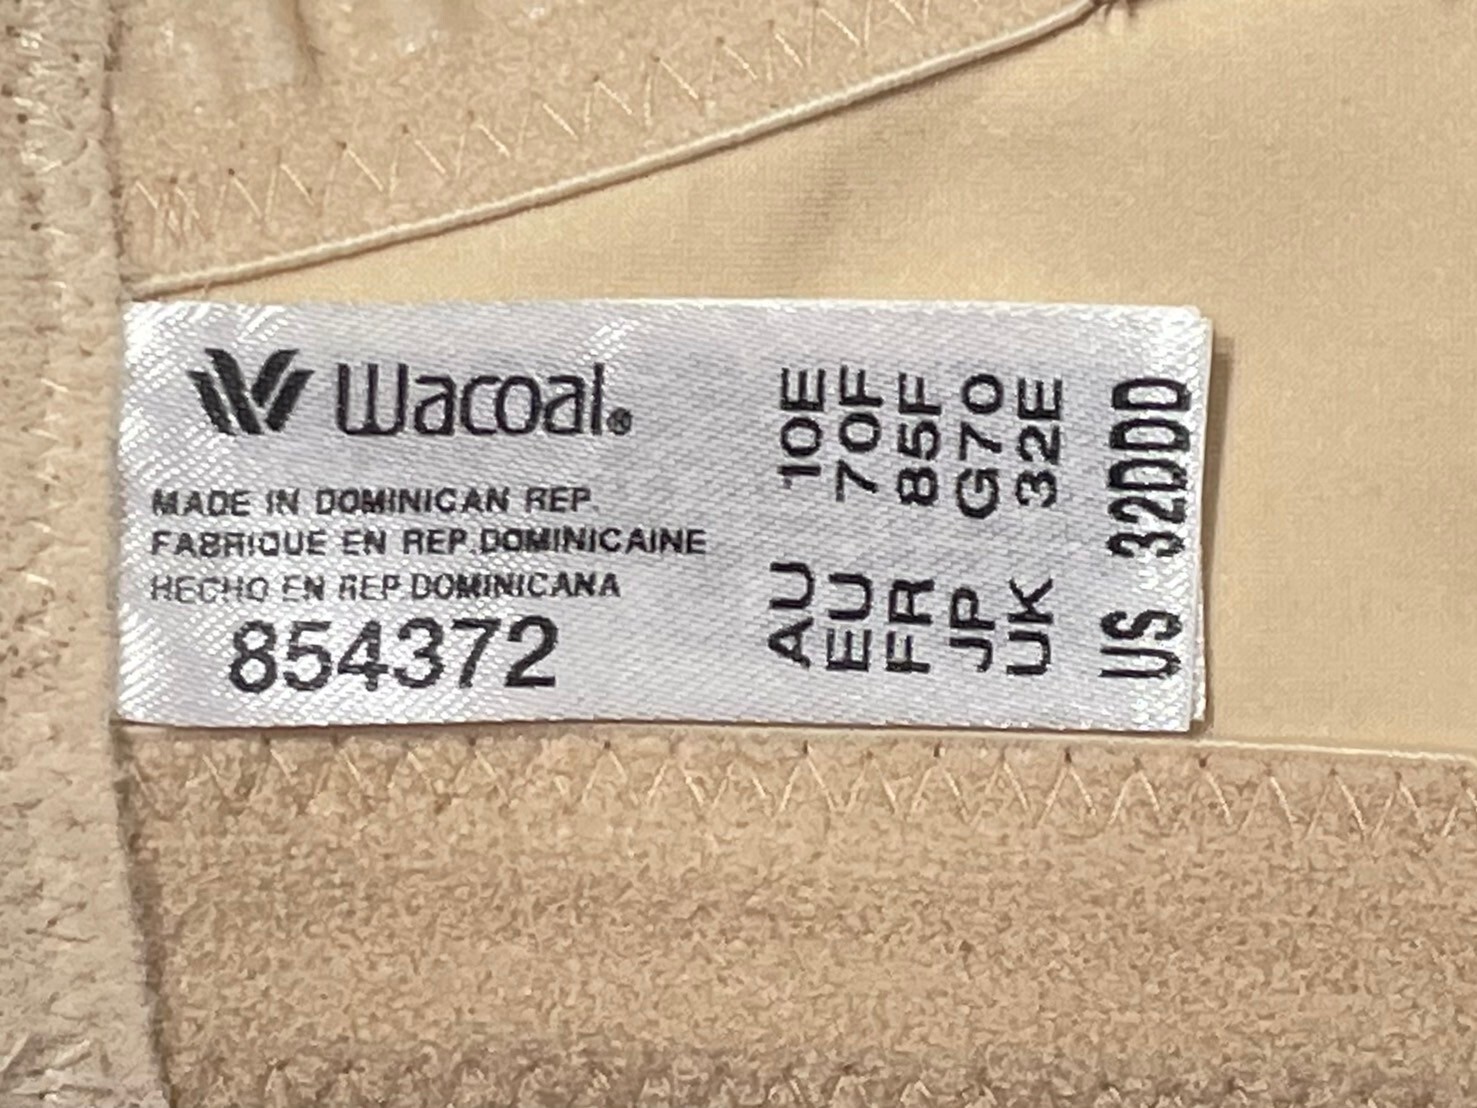 Wacoal®
MADE IN DOMINICAN REP.
FABRIQUE EN REP.DOMINICAINE
HECHO EN REP DOMINICANA
854372
AU 10E
EU 70F
FR 85F
JP G70
UK 32E
US 32DDD